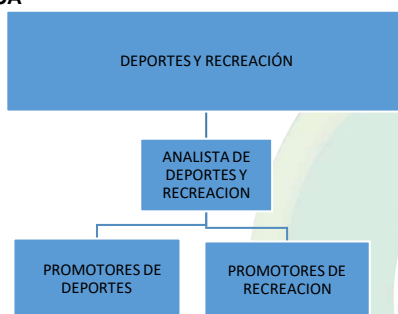 DEPORTES Y RECREACIÓN
ANALISTA DE
DEPORTES Y
RECREACION
PROMOTORES DE
DEPORTES
PROMOTORES DE
RECREACION